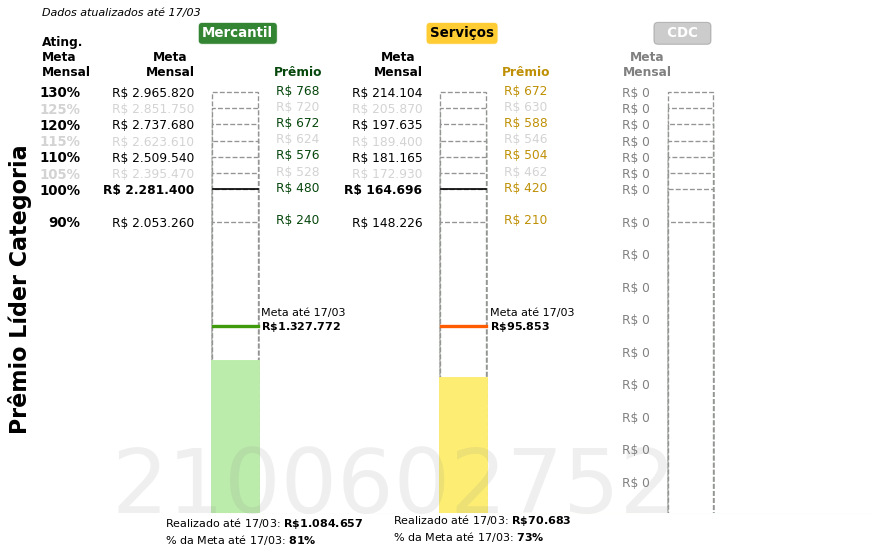 Dados atualizados até 17/03
Mercantil
Serviços
CDC
Ating.
Meta
Mensal
Meta
Mensal
Prêmio
Meta
Mensal
Prêmio
Meta
Mensal
130% R$ 2.965.820 R$ 768 R$ 214.104 R$ 672 R$ 0
125% R$ 2.851.750 R$ 720 R$ 205.870 R$ 630 R$ 0
120% R$ 2.737.680 R$ 672 R$ 197.635 R$ 588 R$ 0
115% R$ 2.623.610 R$ 624 R$ 189.400 R$ 546 R$ 0
110% R$ 2.509.540 R$ 576 R$ 181.165 R$ 504 R$ 0
105% R$ 2.395.470 R$ 528 R$ 172.930 R$ 462 R$ 0
100% R$ 2.281.400 R$ 480 R$ 164.696 R$ 420 R$ 0
90% R$ 2.053.260 R$ 240 R$ 148.226 R$ 210 R$ 0
R$ 0
R$ 0
R$ 0
R$ 0
R$ 0
R$ 0
R$ 0
R$ 0
Meta até 17/03
R$1.327.772
Meta até 17/03
R$95.853
Prêmio Líder Categoria
2100602752
Realizado até 17/03: R$1.084.657
% da Meta até 17/03: 81%
Realizado até 17/03: R$70.683
% da Meta até 17/03: 73%